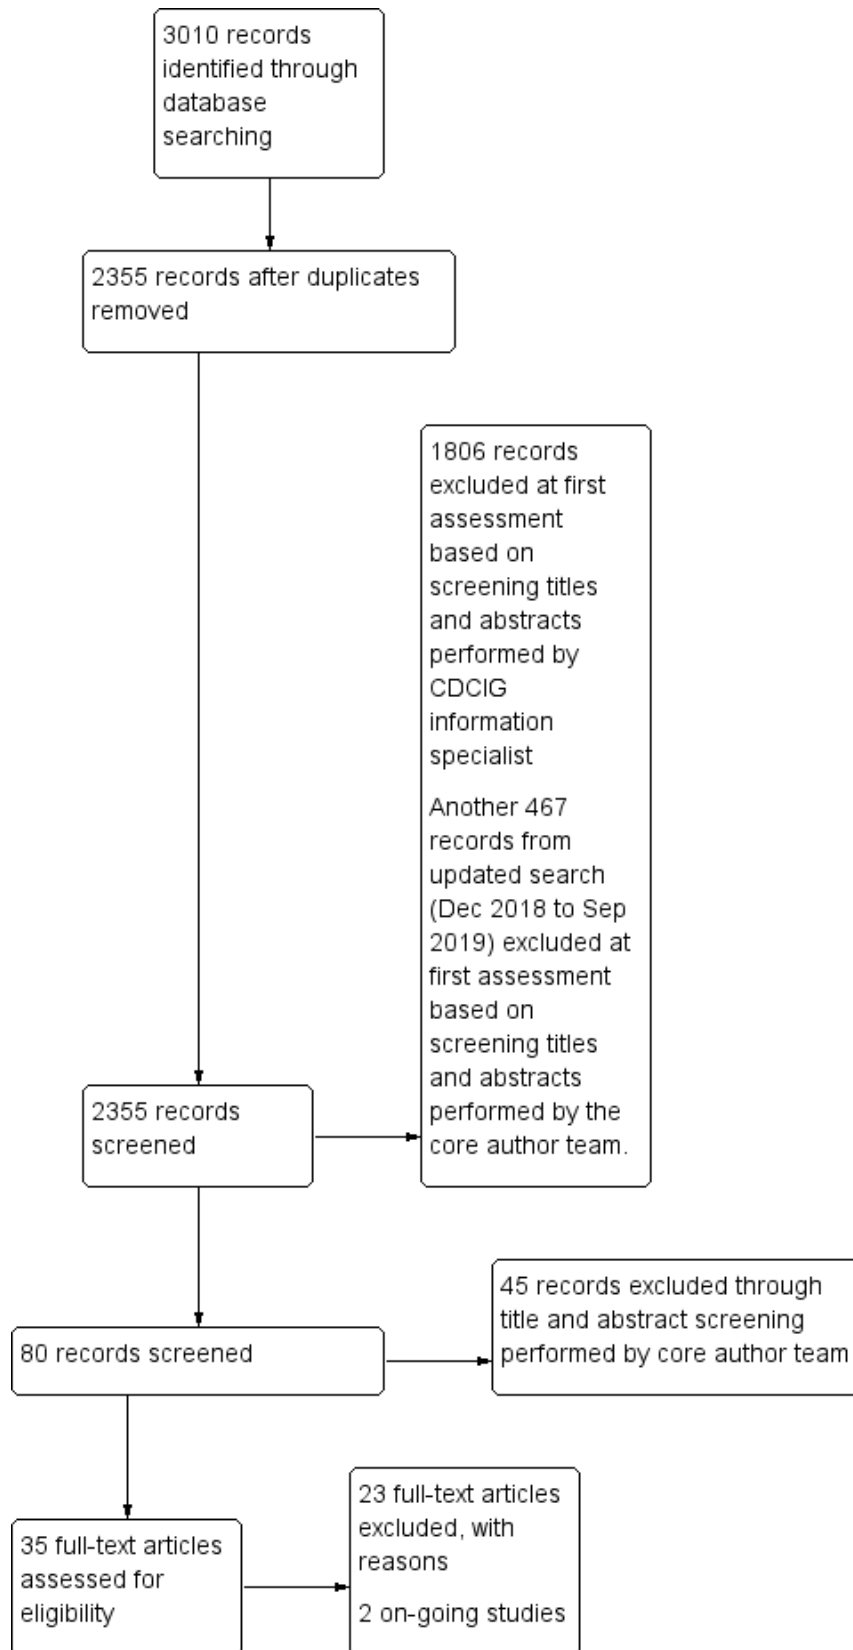 3010 records
identified through
database
searching
2355 records after duplicates
removed
1806 records
excluded at first
assessment
based on
screening titles
and abstracts
performed by
CDCIG
information
specialist
Another 467
records from
updated search
(Dec 2018 to Sep
2019) excluded at
first assessment
based on
screening titles
and abstracts
performed by the
core author team.
2355 records
screened
80 records screened
45 records excluded through
title and abstract screening
performed by core author team
35 full-text articles
assessed for
eligibility
23 full-text articles
excluded, with
reasons
2 on-going studies